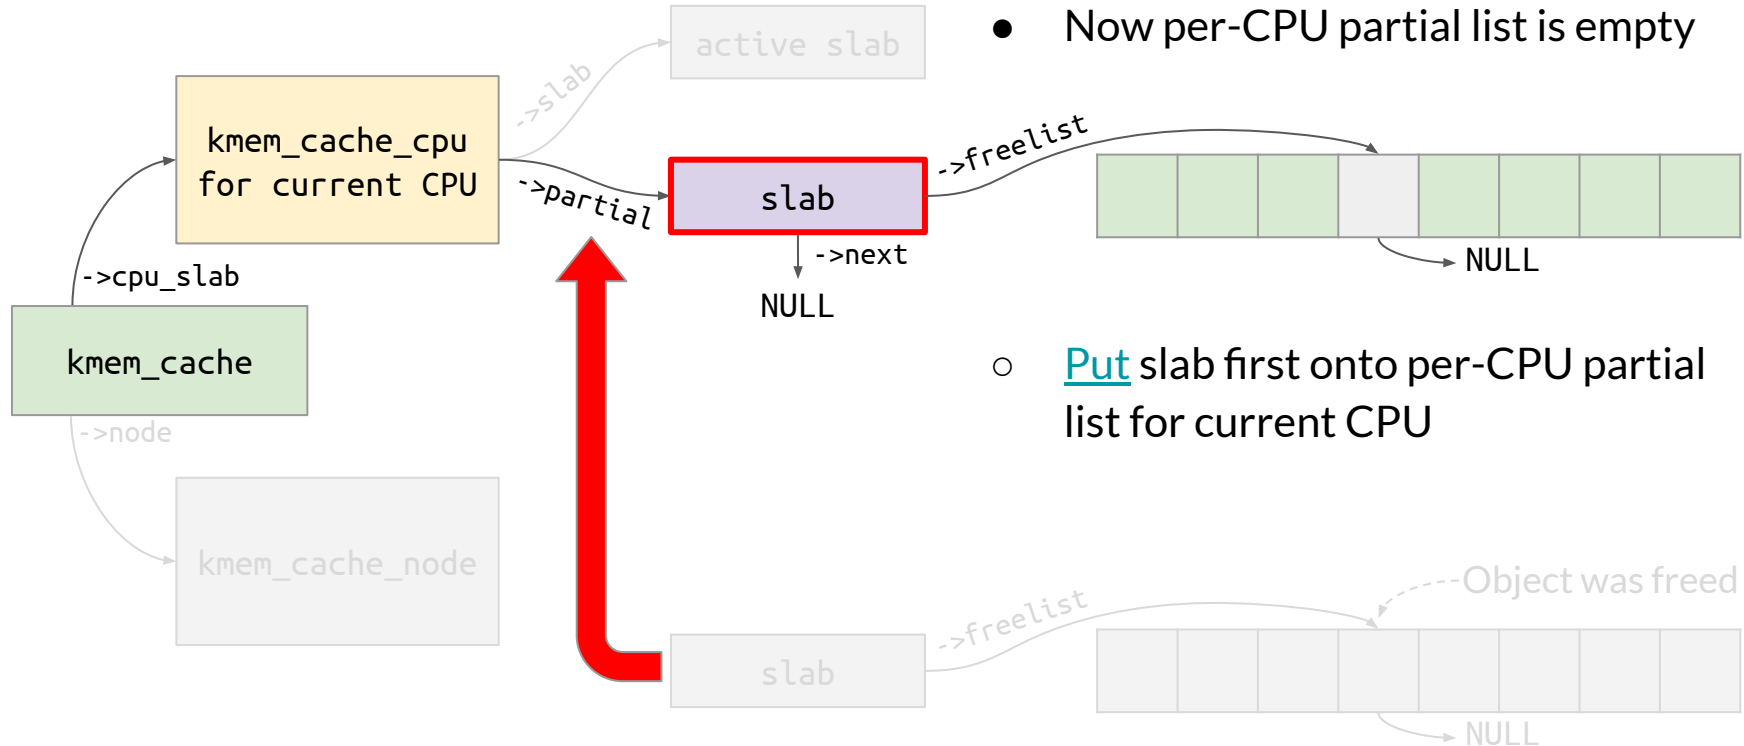 active slab
● Now per-CPU partial list is empty
->slab
kmem_cache_cpu
for current CPU
->partial
slab
->freelist
->next
NULL
NULL
->cpu_slab
kmem_cache
○ Put slab first onto per-CPU partial
list for current CPU
->node
kmem_cache_node
slab
->freelist
Object was freed
NULL